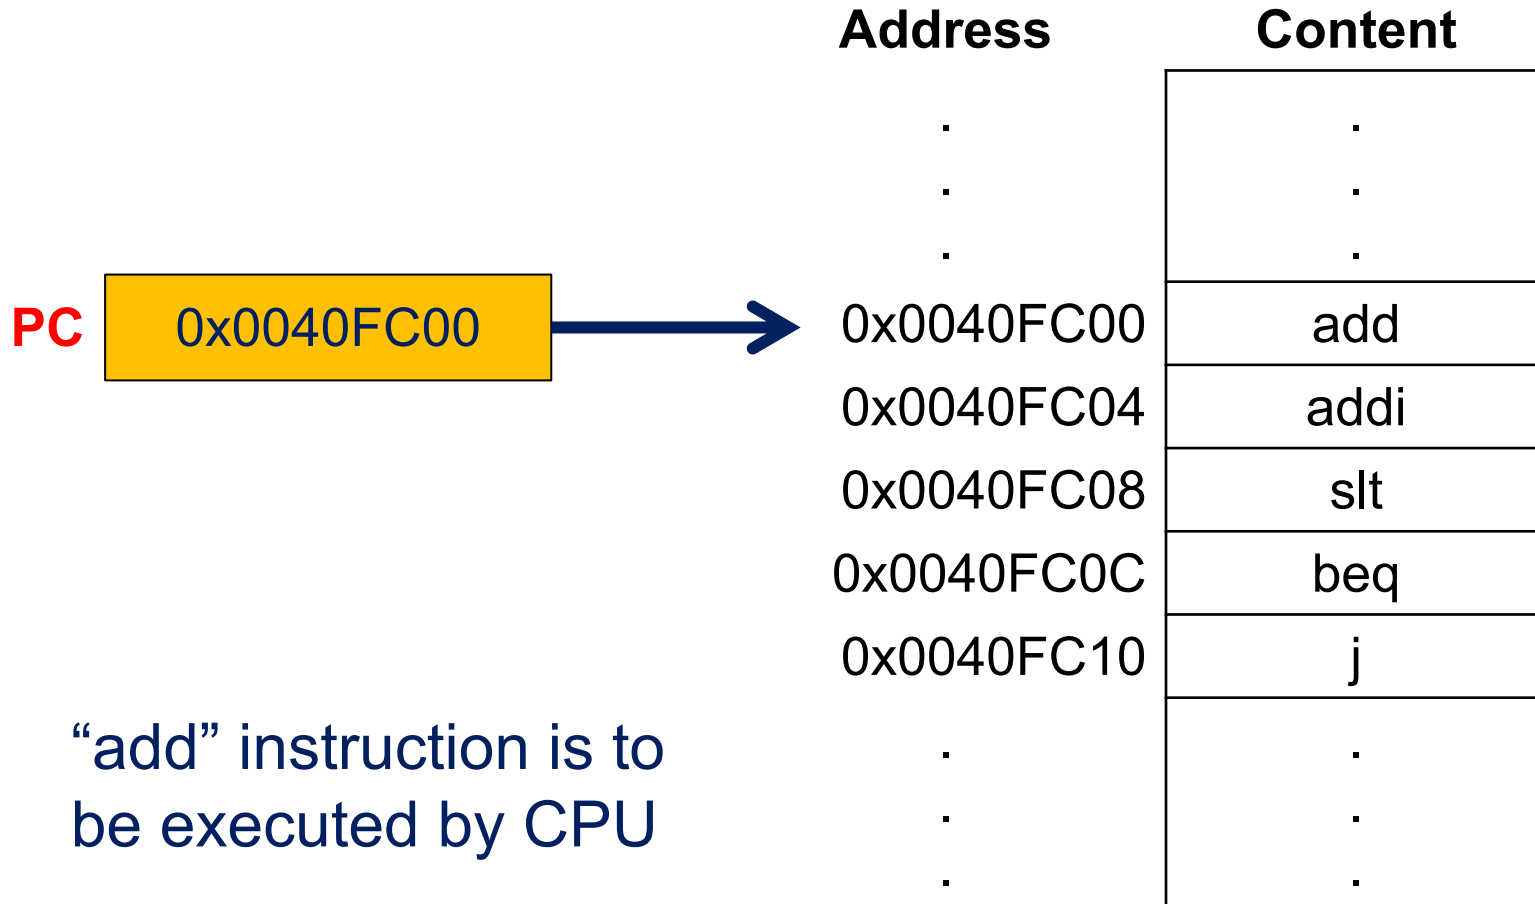 Address Content
. .
. .
. .
PC 0x0040FC00 0x0040FC00 add
0x0040FC04 addi
0x0040FC08 slt
0x0040FC0C beq
0x0040FC10 j
“add” instruction is to
be executed by CPU
. .
. .
. .